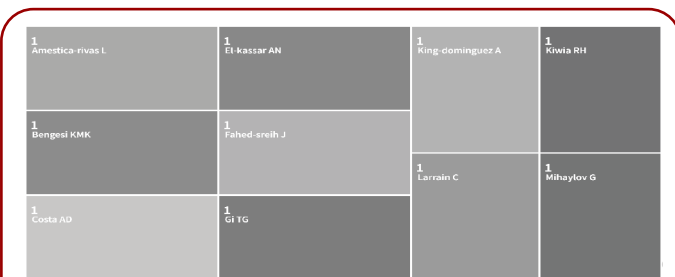 1
Amestica-rivas L
1
El-kassar AN
1
King-dominguez A
1
Kiwia RH
1
Bengesi KMK
1
Fahed-sreih J
1
Larrain C
1
Mihaylov G
1
Costa AD
1
Gi TG